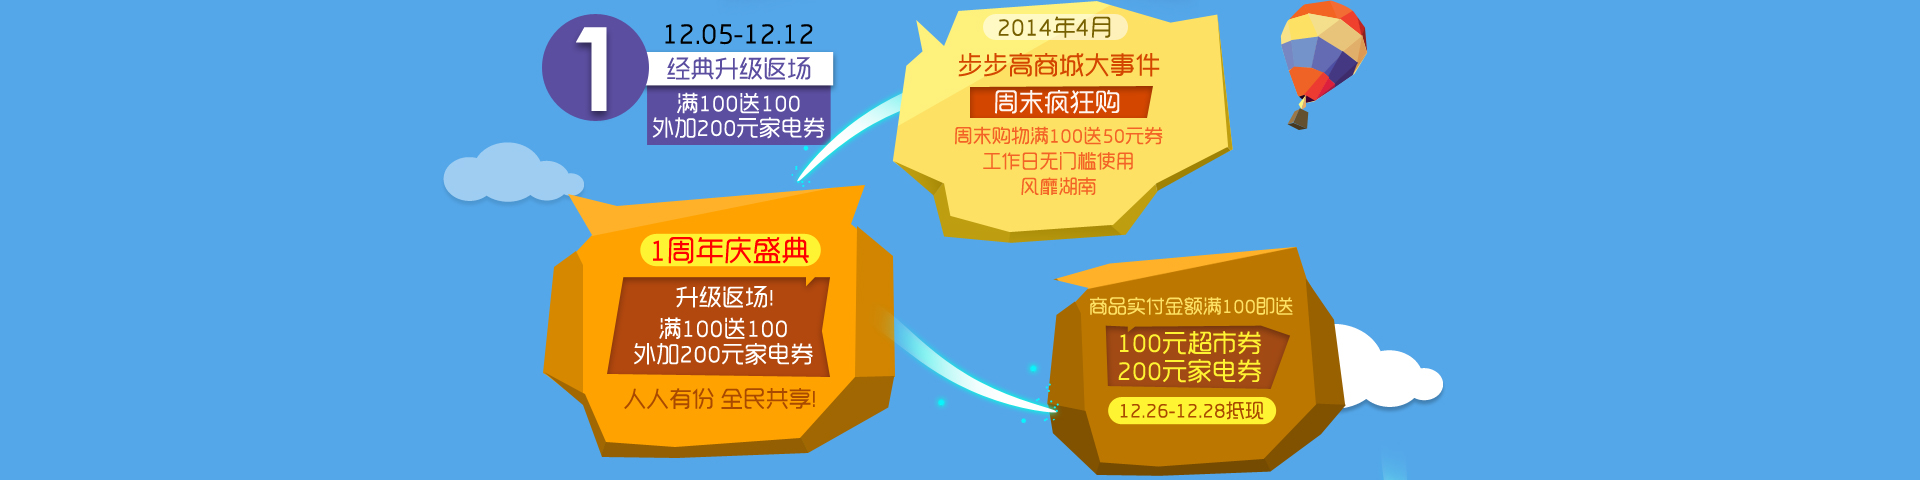 1
12.05-12.12
经典升级返场
满100送100
外加200元家电券
2014年4月
步步高商城大事件
周末疯狂购
周末购物满100送50元券
工作日无门槛使用
风靡湖南
1周年庆盛典
升级返场!
满100送100
外加200元家电券
人人有份 全民共享!
商品实付金额满100即送
100元超市券
200元家电券
12.26-12.28抵现